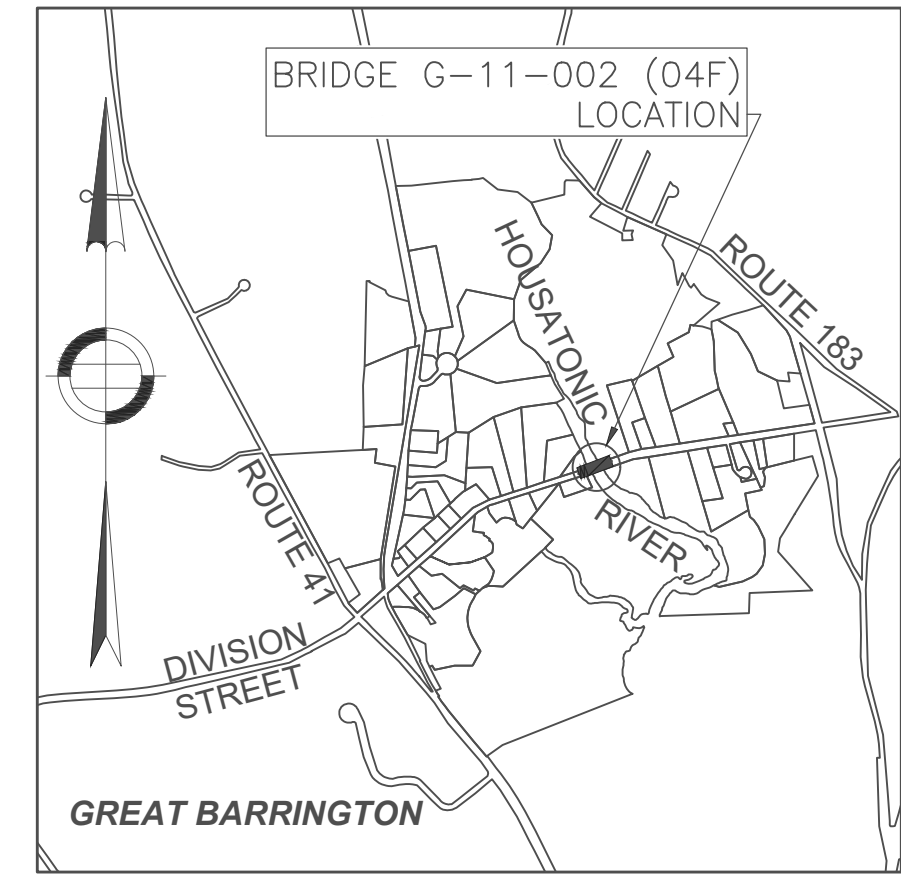 BRIDGE G-11-002 (04F)
LOCATION
HOUSATONIC
RIVER
ROUTE 183
ROUTE 41
DIVISION
STREET
GREAT BARRINGTON